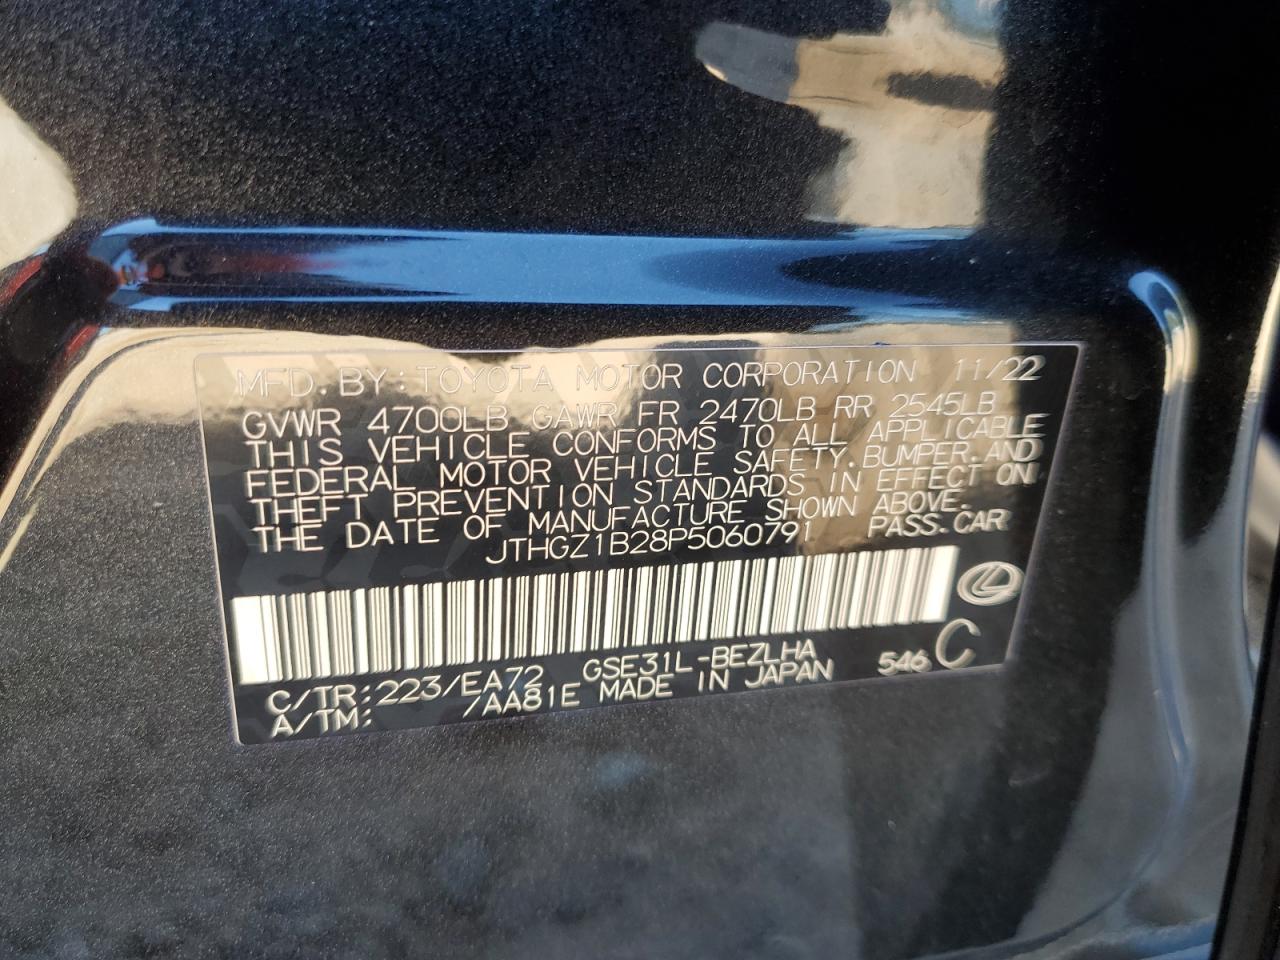 MFD. BY: TOYOTA MOTOR CORPORATION 11/22
GVWR 4700LB GAWR FR 2470LB RR 2545LB
THIS VEHICLE CONFORMS TO ALL APPLICABLE
FEDERAL MOTOR VEHICLE SAFETY, BUMPER, AND
THEFT PREVENTION STANDARDS IN EFFECT ON
THE DATE OF MANUFACTURE SHOWN ABOVE.
JTHGZ1B28P5060791 PASS. CAR
C/TR: 223/EA72 GSE31L-BEZLHA
A/TM: /AA81E MADE IN JAPAN 546 C